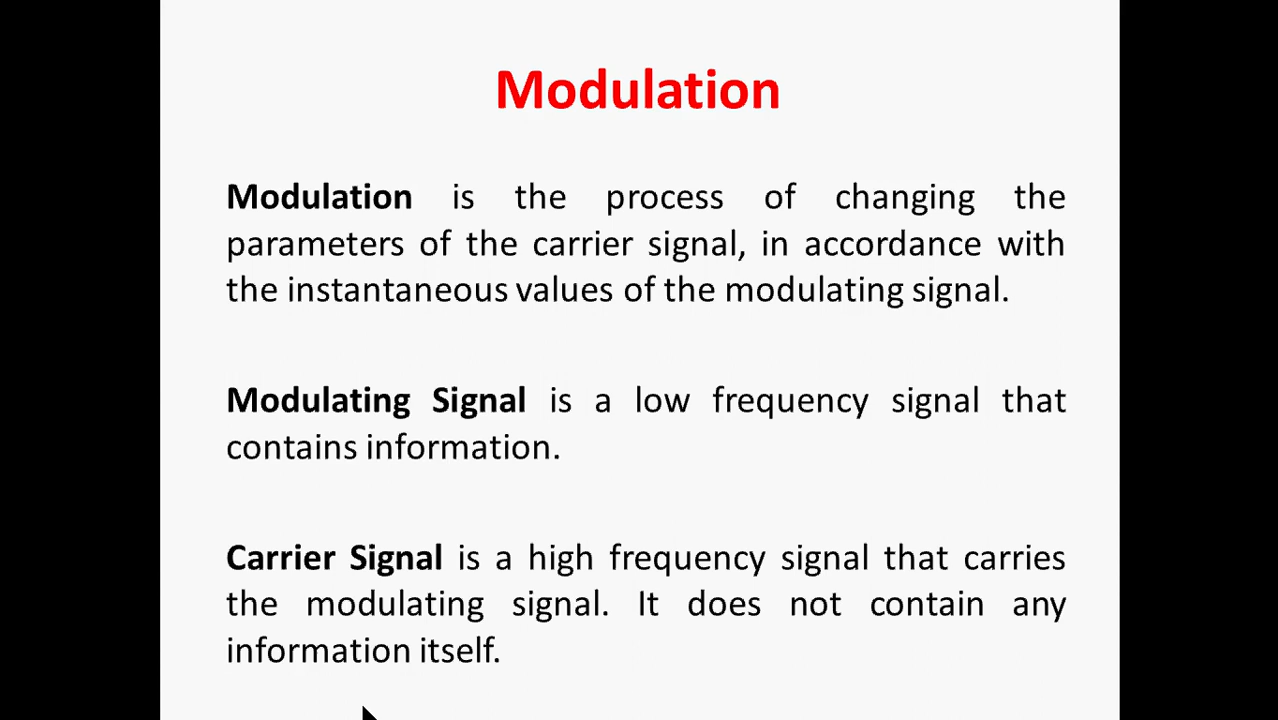 Modulation
Modulation is the process of changing the
parameters of the carrier signal, in accordance with
the instantaneous values of the modulating signal.
Modulating Signal is a low frequency signal that
contains information.
Carrier Signal is a high frequency signal that carries
the modulating signal. It does not contain any
information itself.